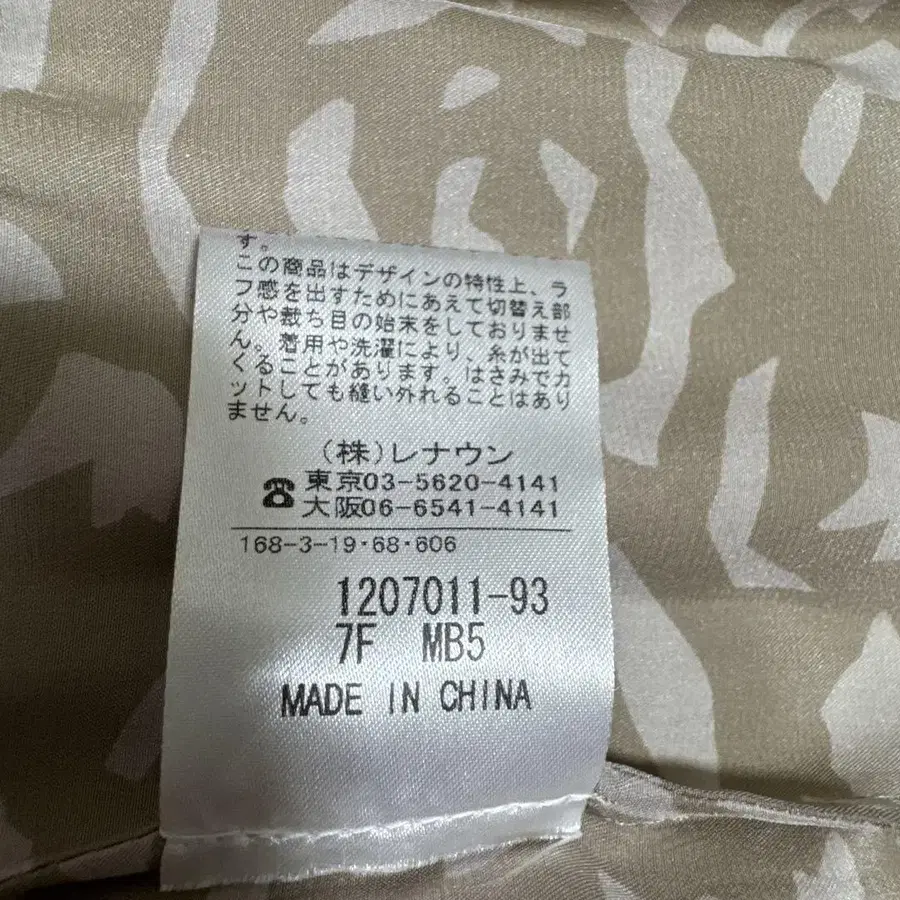 す。
この商品はデザインの特性上、ラ
フ感を出すためにあえて切替え部
分や裁ち目の始末をしておりませ
ん。着用や洗濯により、糸が出て
くることがあります。はさみでカ
ットしても縫い外れることはあり
ません。
(株)レナウン
☎東京03-5620-4141
大阪06-6541-4141
168-3-19・68・606
1207011-93
7F MB5
MADE IN CHINA